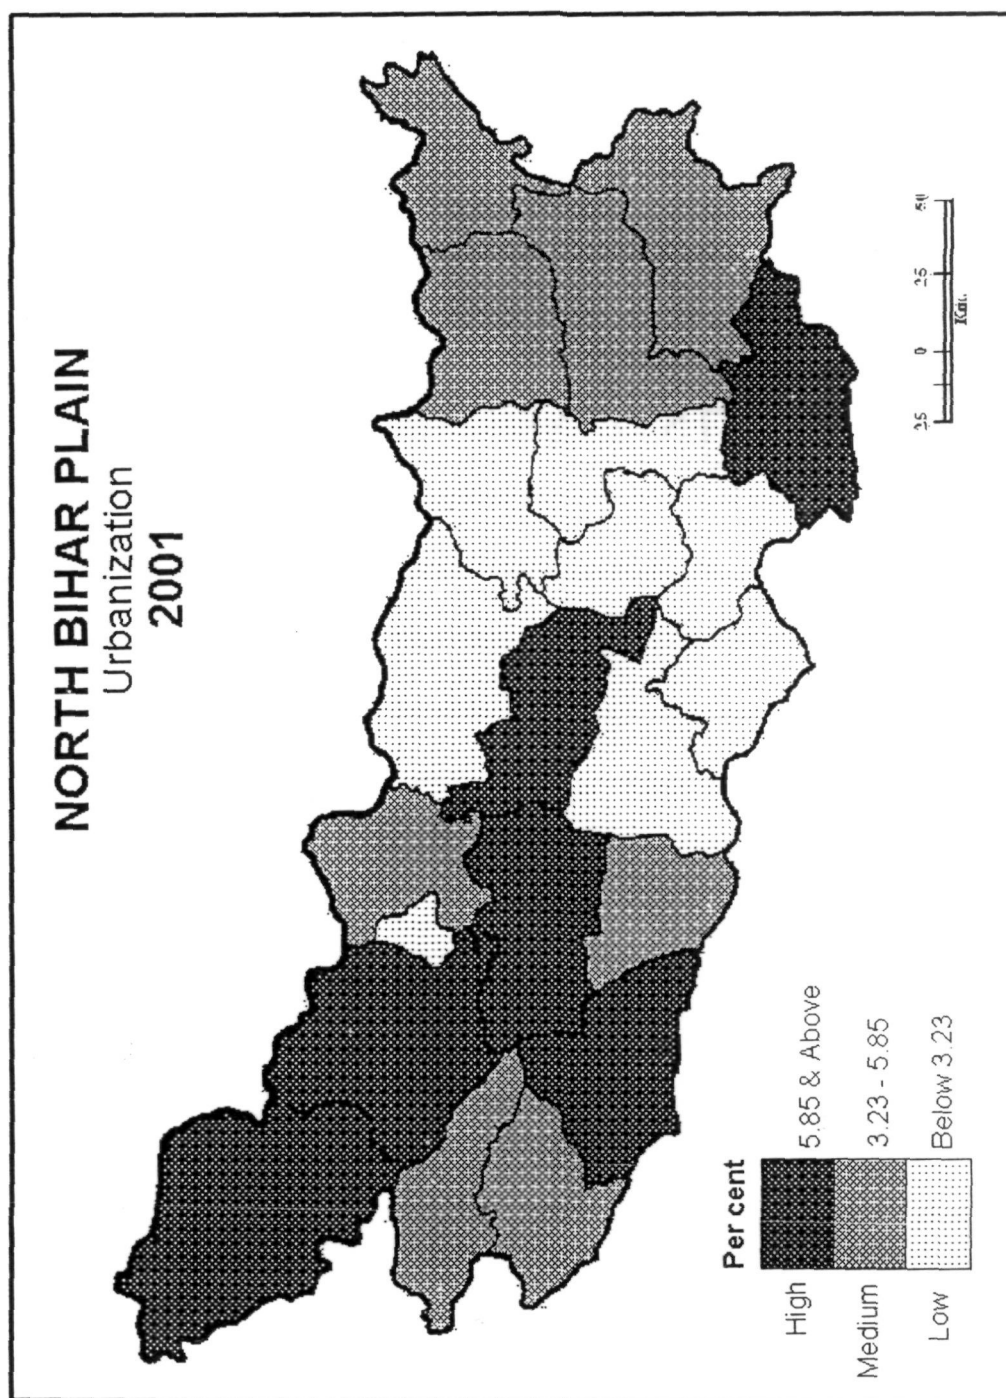 NORTH BIHAR PLAIN
Urbanization
2001
Per cent
High 5.85 & Above
Medium 3.23 - 5.85
Low Below 3.23
25 0 25 50